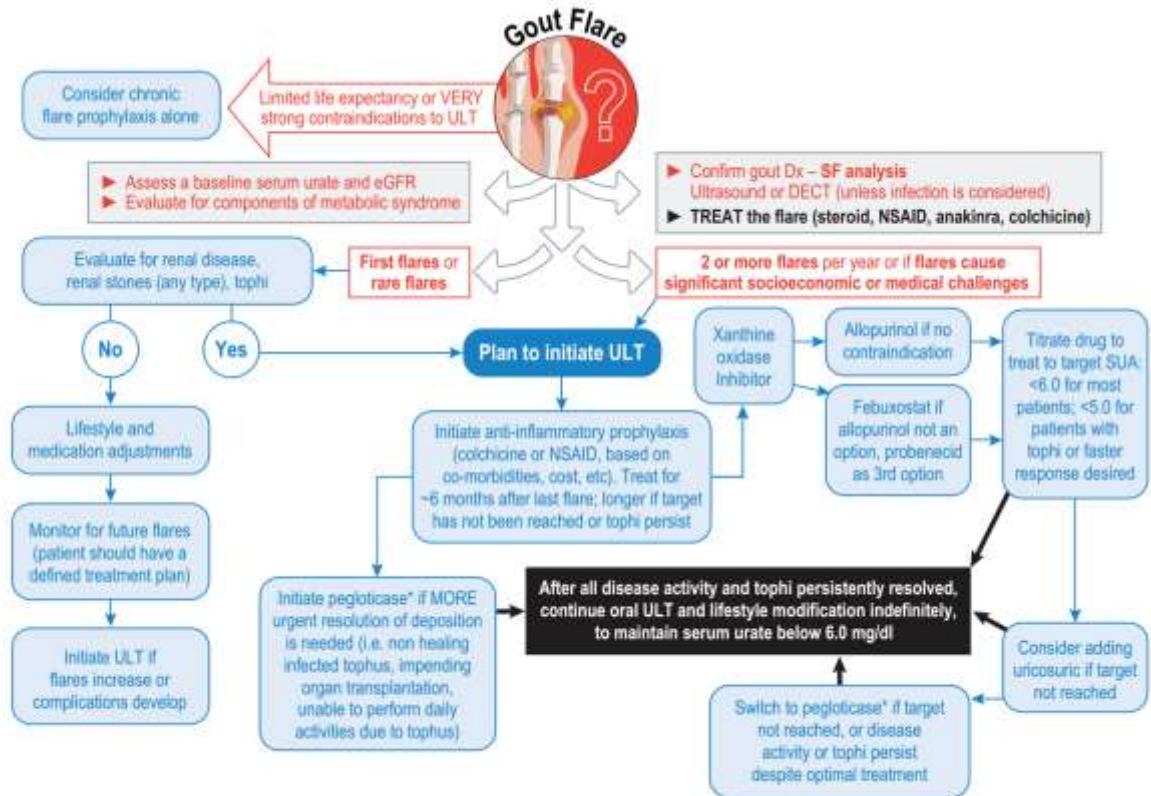 Gout Flare
?
Consider chronic
flare prophylaxis alone
Limited life expectancy or VERY
strong contraindications to ULT
► Assess a baseline serum urate and eGFR
► Evaluate for components of metabolic syndrome
► Confirm gout Dx – SF analysis
Ultrasound or DECT (unless infection is considered)
► TREAT the flare (steroid, NSAID, anakinra, colchicine)
Evaluate for renal disease,
renal stones (any type), tophi
First flares or
rare flares
2 or more flares per year or if flares cause
significant socioeconomic or medical challenges
No
Yes
Plan to initiate ULT
Xanthine
oxidase
Inhibitor
Allopurinol if no
contraindication
Febuxostat if
allopurinol not an
option, probenecid
as 3rd option
Titrate drug to
treat to target SUA:
<6.0 for most
patients; <5.0 for
patients with
tophi or faster
response desired
Lifestyle and
medication adjustments
Initiate anti-inflammatory prophylaxis
(colchicine or NSAID, based on
co-morbidities, cost, etc). Treat for
~6 months after last flare; longer if target
has not been reached or tophi persist
Monitor for future flares
(patient should have a
defined treatment plan)
Initiate ULT if
flares increase or
complications develop
Initiate pegloticase* if MORE
urgent resolution of deposition
is needed (i.e. non healing
infected tophus, impending
organ transplantation,
unable to perform daily
activities due to tophus)
After all disease activity and tophi persistently resolved,
continue oral ULT and lifestyle modification indefinitely,
to maintain serum urate below 6.0 mg/dl
Consider adding
uricosuric if target
not reached
Switch to pegloticase* if target
not reached, or disease
activity or tophi persist
despite optimal treatment